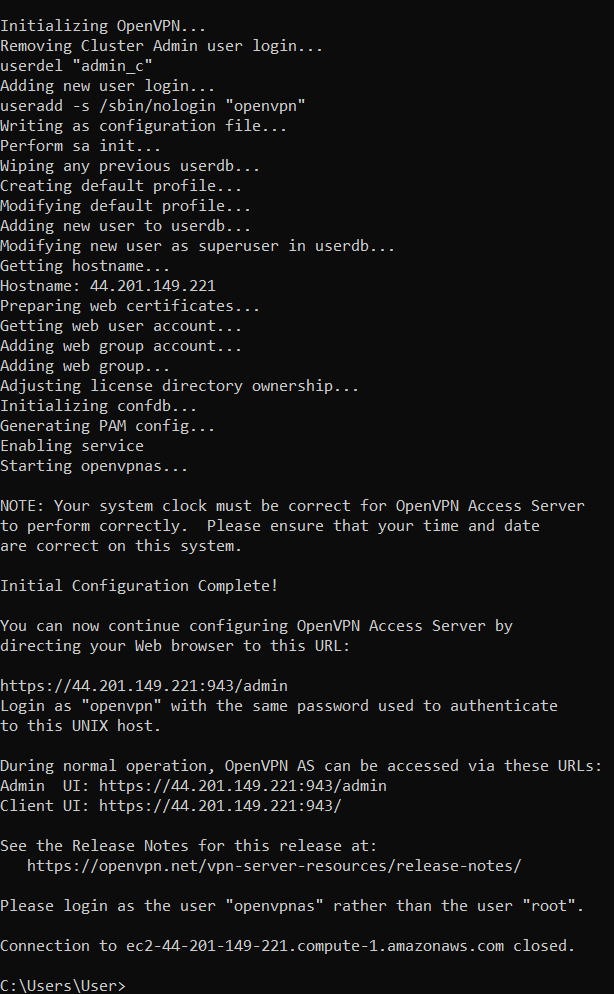 Initializing OpenVPN...
Removing Cluster Admin user login...
userdel "admin_c"
Adding new user login...
useradd -s /sbin/nologin "openvpn"
Writing as configuration file...
Perform sa init...
Wiping any previous userdb...
Creating default profile...
Modifying default profile...
Adding new user to userdb...
Modifying new user as superuser in userdb...
Getting hostname...
Hostname: 44.201.149.221
Preparing web certificates...
Getting web user account...
Adding web group account...
Adding web group...
Adjusting license directory ownership...
Initializing confdb...
Generating PAM config...
Enabling service
Starting openvpnas...

NOTE: Your system clock must be correct for OpenVPN Access Server
to perform correctly.  Please ensure that your time and date
are correct on this system.

Initial Configuration Complete!

You can now continue configuring OpenVPN Access Server by
directing your Web browser to this URL:

https://44.201.149.221:943/admin
Login as "openvpn" with the same password used to authenticate
to this UNIX host.

During normal operation, OpenVPN AS can be accessed via these URLs:
Admin  UI: https://44.201.149.221:943/admin
Client UI: https://44.201.149.221:943/

See the Release Notes for this release at:
   https://openvpn.net/vpn-server-resources/release-notes/

Please login as the user "openvpnas" rather than the user "root".

Connection to ec2-44-201-149-221.compute-1.amazonaws.com closed.

C:\Users\User>